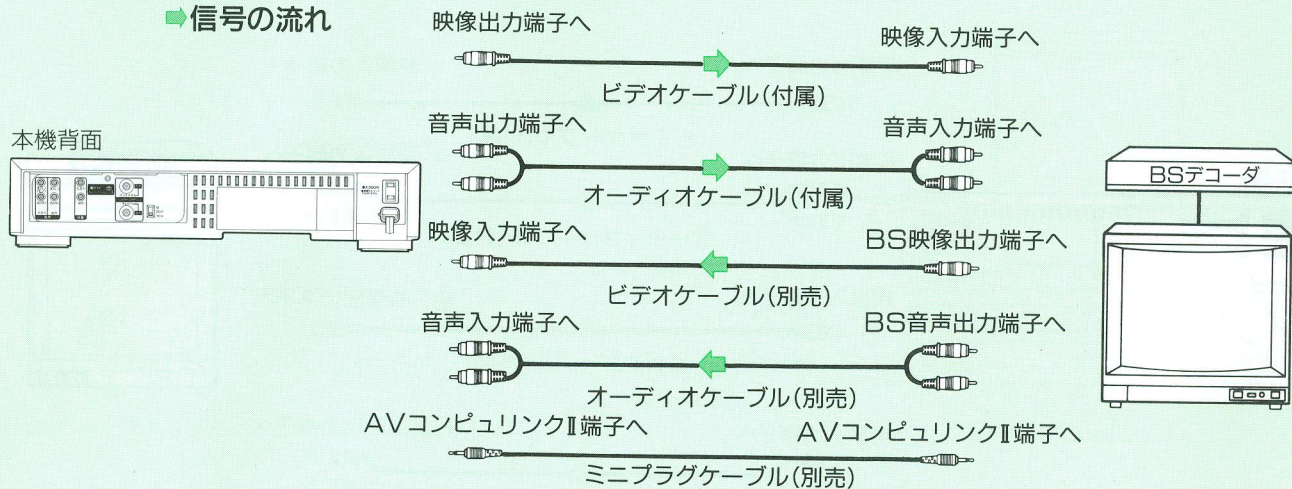 信号の流れ
映像出力端子へ
映像入力端子へ
ビデオケーブル(付属)
本機背面
音声出力端子へ
音声入力端子へ
オーディオケーブル(付属)
BSデコーダ
映像入力端子へ
BS映像出力端子へ
ビデオケーブル(別売)
音声入力端子へ
BS音声出力端子へ
オーディオケーブル(別売)
AVコンピュリンクⅡ端子へ
AVコンピュリンクⅡ端子へ
ミニプラグケーブル(別売)